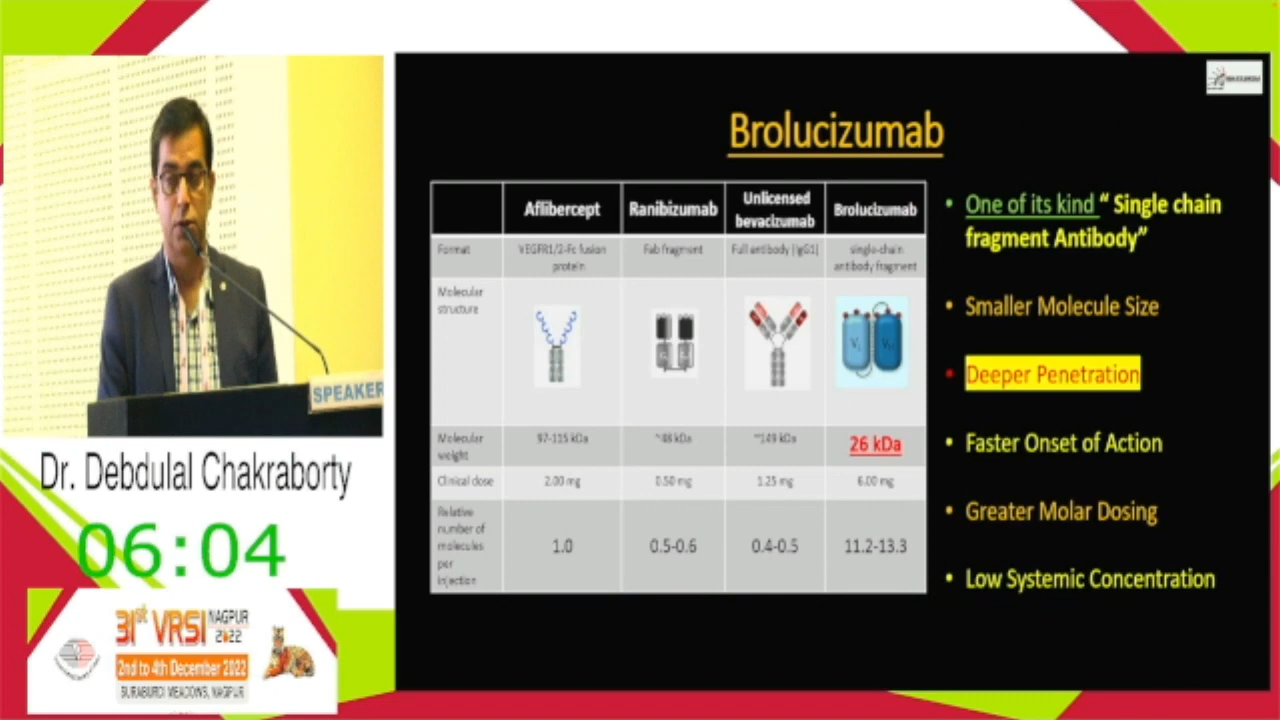 Brolucizumab
Aflibercept Ranibizumab Unlicensed bevacizumab Brolucizumab
Format VEGFR1/2-Fc fusion protein Fab fragment Full antibody (IgG1) single-chain antibody fragment
Molecular structure
Molecular weight 97-115 kDa ~48 kDa ~149 kDa 26 kDa
Clinical dose 2.00 mg 0.50 mg 1.25 mg 6.00 mg
Relative number of molecules per injection 1.0 0.5-0.6 0.4-0.5 11.2-13.3
• One of its kind “ Single chain
fragment Antibody”
• Smaller Molecule Size
• Deeper Penetration
• Faster Onset of Action
• Greater Molar Dosing
• Low Systemic Concentration
SPEAKER
Dr. Debdulal Chakraborty
06:04
31st VRSI NAGPUR 2022
2nd to 4th December 2022
SURABURDI MEADOWS, NAGPUR